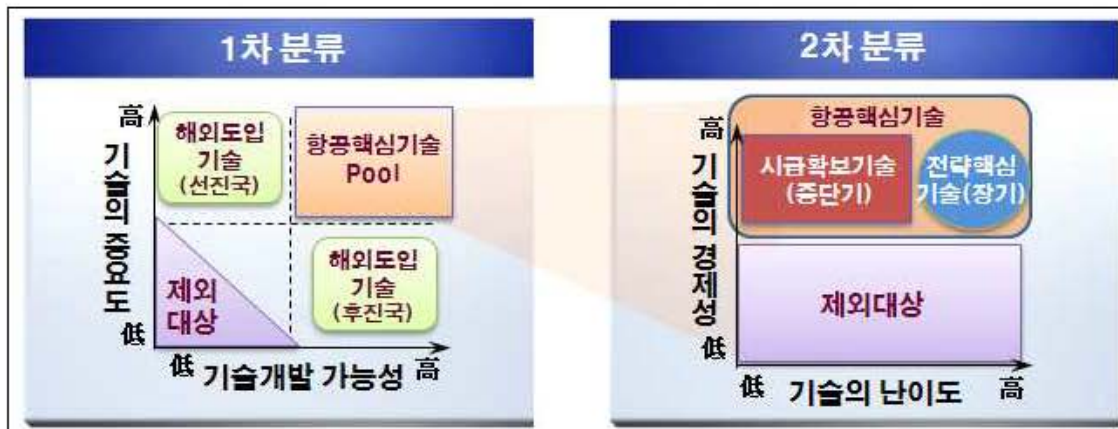 1차 분류
高
해외도입
기술
(선진국)
항공핵심기술
Pool
기술의 중요도
제외
대상
해외도입
기술
(후진국)
低
低
기술개발 가능성
高
2차 분류
항공핵심기술
高
시급확보기술
(중단기)
전략핵심
기술(장기)
기술의 경제성
제외대상
低
低
기술의 난이도
高